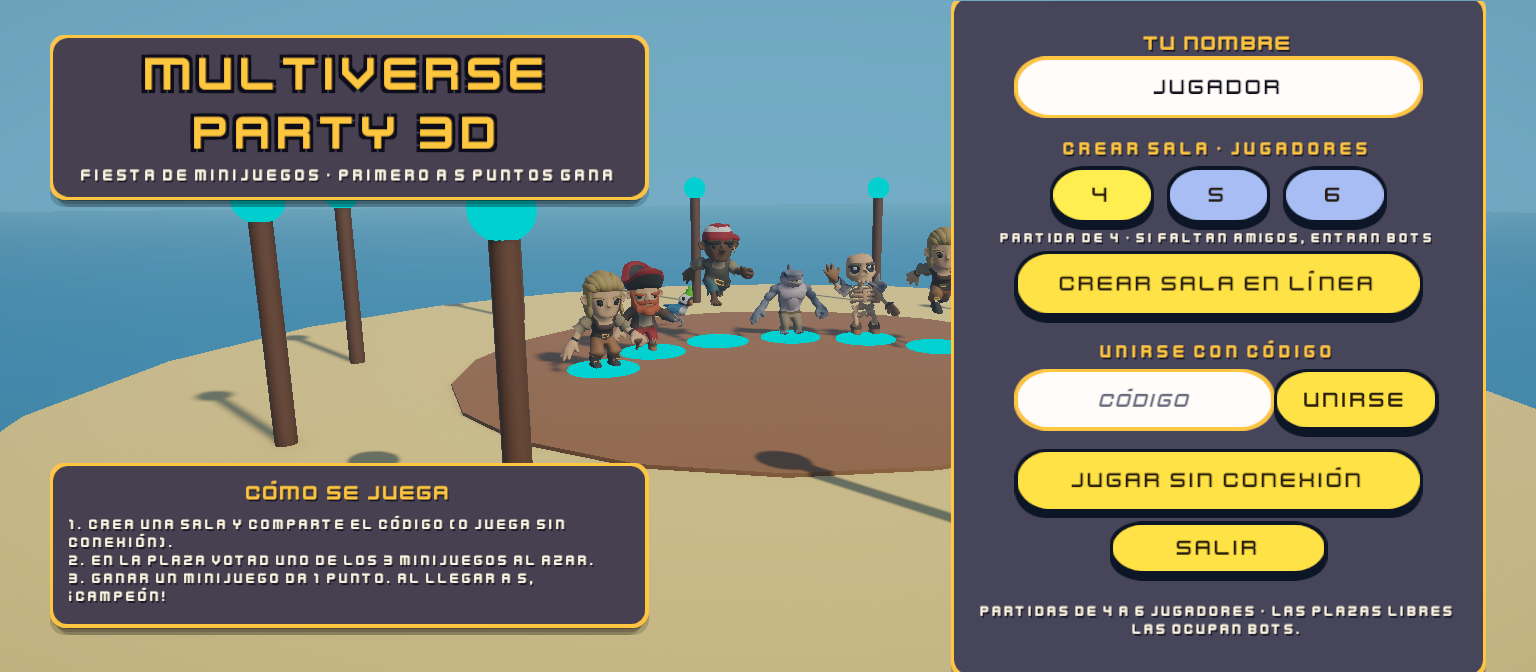 MULTIVERSE
PARTY 3D
FIESTA DE MINIJUEGOS · PRIMERO A 5 PUNTOS GANA
CÓMO SE JUEGA
1. CREA UNA SALA Y COMPARTE EL CÓDIGO (O JUEGA SIN
CONEXIÓN).
2. EN LA PLAZA VOTAD UNO DE LOS 3 MINIJUEGOS AL AZAR.
3. GANAR UN MINIJUEGO DA 1 PUNTO. AL LLEGAR A 5,
¡CAMPEÓN!
TU NOMBRE
JUGADOR
CREAR SALA · JUGADORES
4 5 6
PARTIDA DE 4 · SI FALTAN AMIGOS, ENTRAN BOTS
CREAR SALA EN LÍNEA
UNIRSE CON CÓDIGO
CÓDIGO UNIRSE
JUGAR SIN CONEXIÓN
SALIR
PARTIDAS DE 4 A 6 JUGADORES · LAS PLAZAS LIBRES
LAS OCUPAN BOTS.